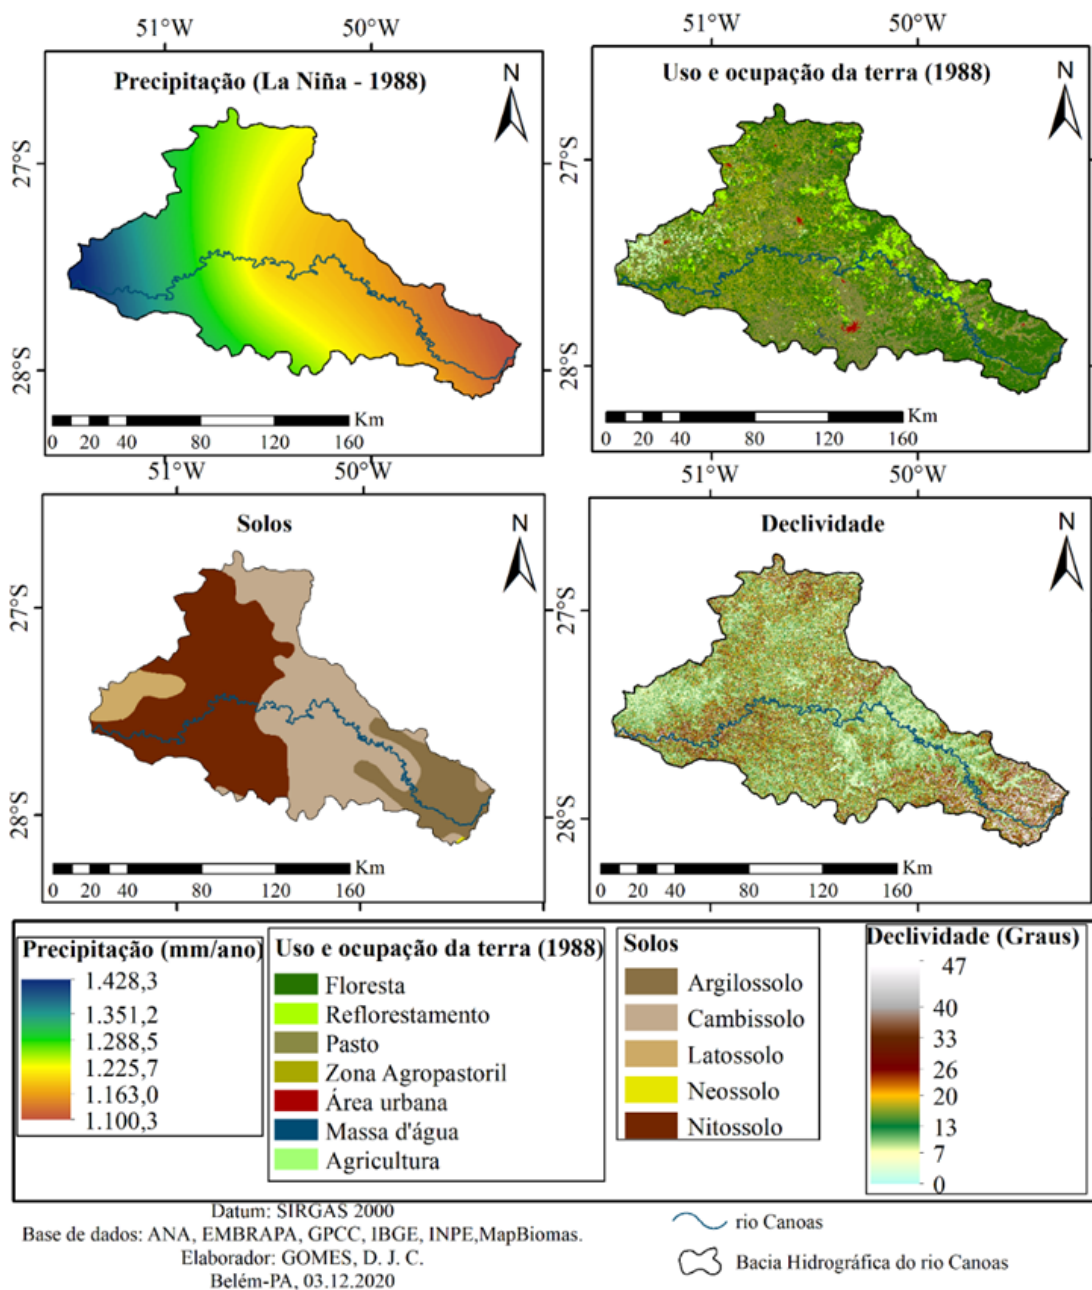 51°W 50°W
Precipitação (La Niña - 1988)
N
27°S
28°S
Km
0 20 40 80 120 160
51°W 50°W
Uso e ocupação da terra (1988)
N
27°S
28°S
Km
0 20 40 80 120 160
51°W 50°W
Solos
N
27°S
28°S
Km
0 20 40 80 120 160
51°W 50°W
Declividade
N
27°S
28°S
Km
0 20 40 80 120 160
Precipitação (mm/ano)
1.428,3
1.351,2
1.288,5
1.225,7
1.163,0
1.100,3
Uso e ocupação da terra (1988)
Floresta
Reflorestamento
Pasto
Zona Agropastoril
Área urbana
Massa d'água
Agricultura
Solos
Argilossolo
Cambissolo
Latossolo
Neossolo
Nitossolo
Declividade (Graus)
47
40
33
26
20
13
7
0
Datum: SIRGAS 2000
Base de dados: ANA, EMBRAPA, GPCC, IBGE, INPE,MapBiomas.
Elaborador: GOMES, D. J. C.
Belém-PA, 03.12.2020
rio Canoas
Bacia Hidrográfica do rio Canoas